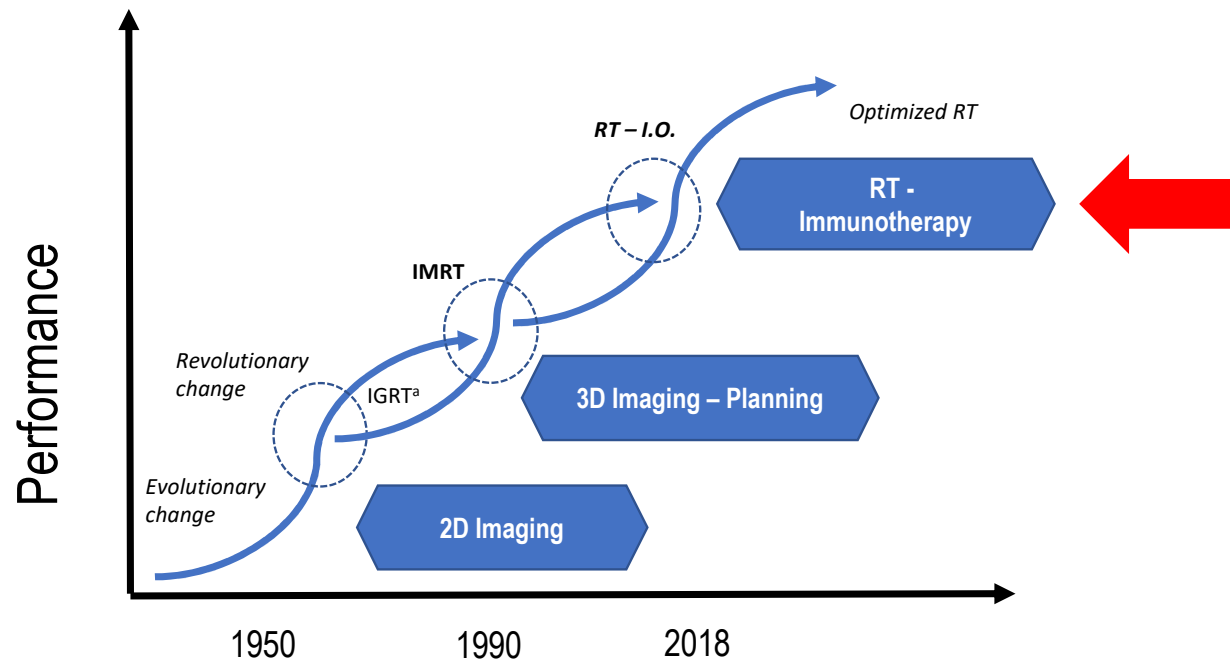 Performance
Optimized RT
RT – I.O.
RT -
Immunotherapy
IMRT
Revolutionary
change
IGRTᵃ
3D Imaging – Planning
Evolutionary
change
2D Imaging
1950
1990
2018